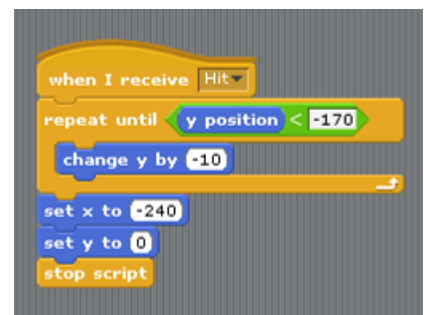 when I receive Hit
repeat until y position < -170
change y by -10
set x to -240
set y to 0
stop script